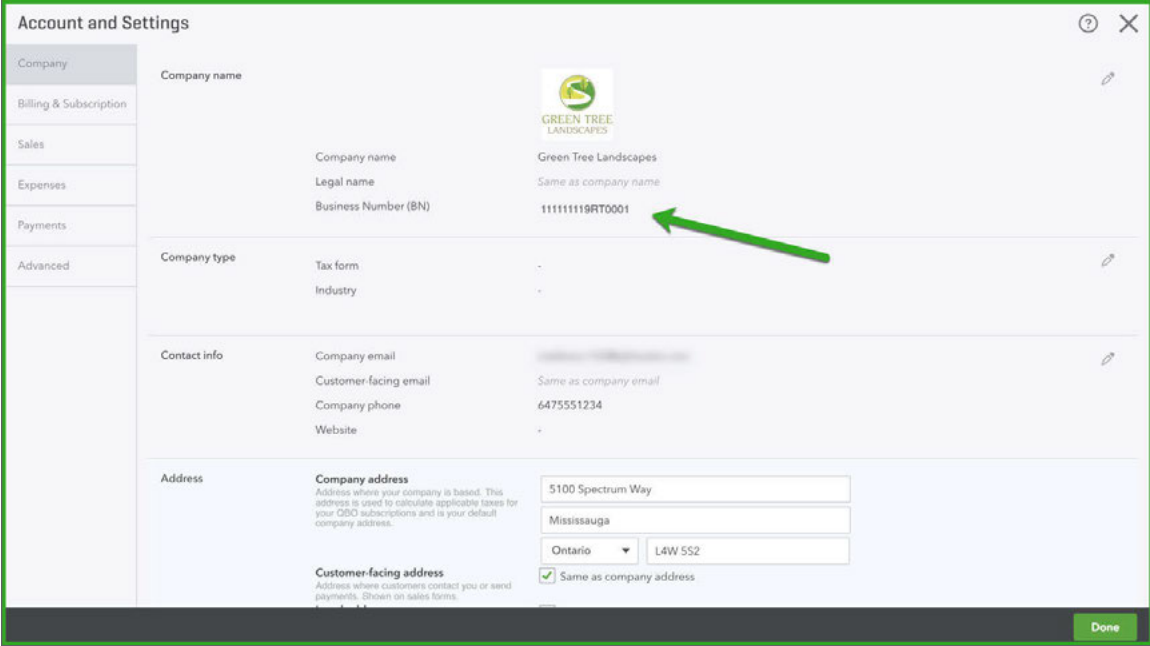 Account and Settings
Company
Billing & Subscription
Sales
Expenses
Payments
Advanced
Company name
GREEN TREE
LANDSCAPES
Company name Green Tree Landscapes
Legal name Same as company name
Business Number (BN) 111111119RT0001
Company type
Tax form -
Industry -
Contact info
Company email
Customer-facing email Same as company email
Company phone 6475551234
Website -
Address
Company address
Address where your company is based. This
address is used to calculate applicable taxes for
your QBO subscriptions and is your default
company address.
5100 Spectrum Way
Mississauga
Ontario L4W 5S2
Customer-facing address
Address where customers contact you or send
payments. Shown on sales forms.
Same as company address
Done